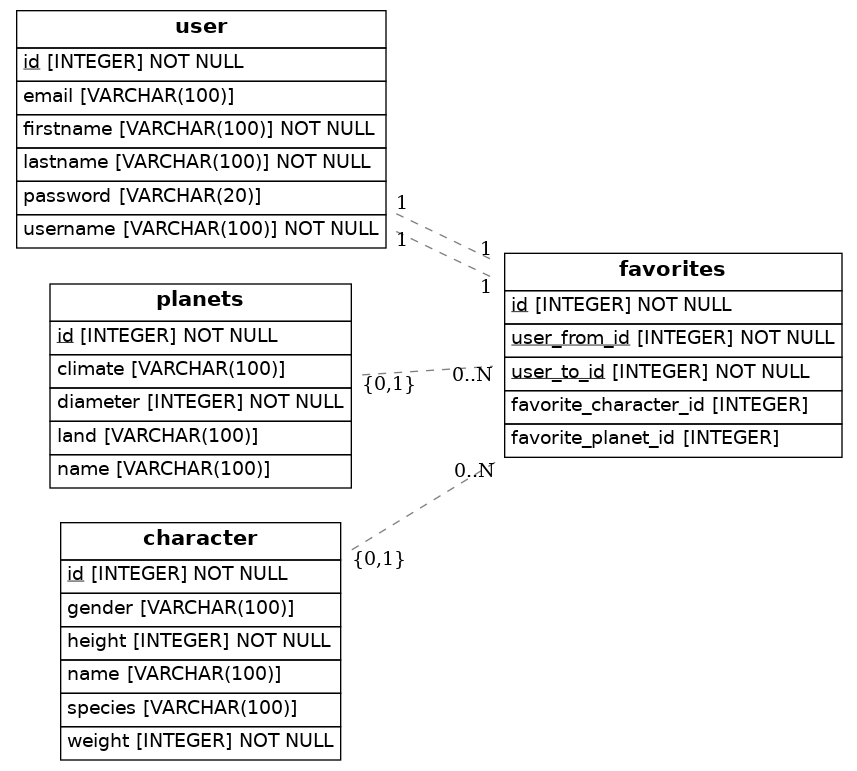 user
id [INTEGER] NOT NULL
email [VARCHAR(100)]
firstname [VARCHAR(100)] NOT NULL
lastname [VARCHAR(100)] NOT NULL
password [VARCHAR(20)]
username [VARCHAR(100)] NOT NULL
1
1
1
1
favorites
id [INTEGER] NOT NULL
user_from_id [INTEGER] NOT NULL
user_to_id [INTEGER] NOT NULL
favorite_character_id [INTEGER]
favorite_planet_id [INTEGER]
planets
id [INTEGER] NOT NULL
climate [VARCHAR(100)]
diameter [INTEGER] NOT NULL
land [VARCHAR(100)]
name [VARCHAR(100)]
{0,1}
0..N
0..N
{0,1}
character
id [INTEGER] NOT NULL
gender [VARCHAR(100)]
height [INTEGER] NOT NULL
name [VARCHAR(100)]
species [VARCHAR(100)]
weight [INTEGER] NOT NULL